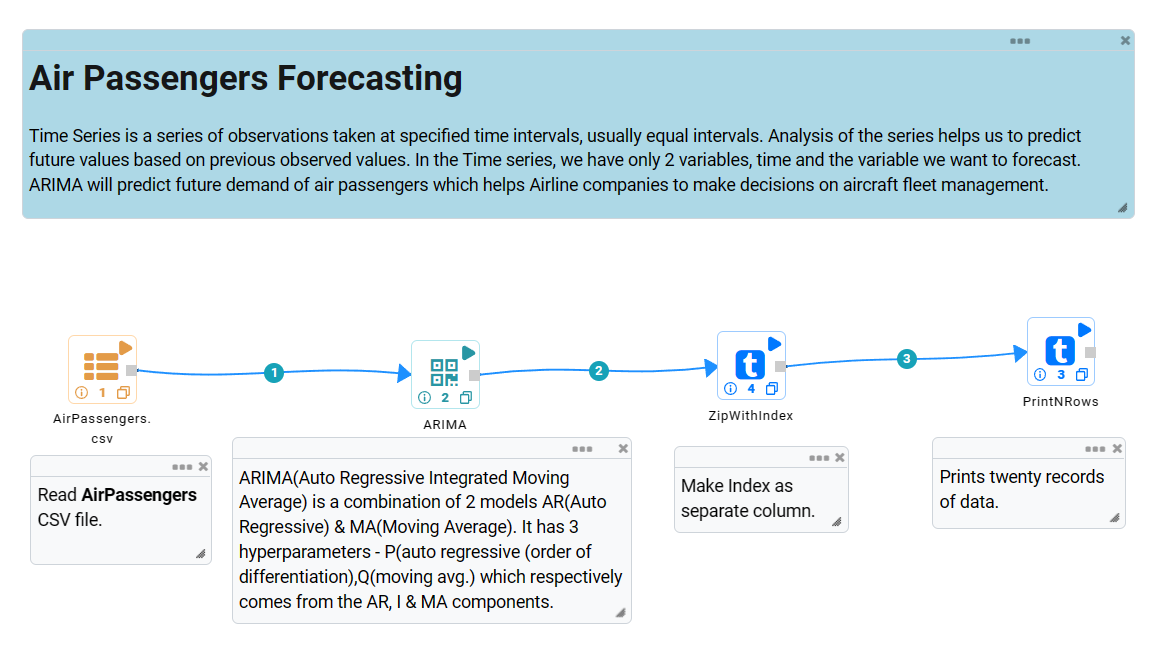 Air Passengers Forecasting
Time Series is a series of observations taken at specified time intervals, usually equal intervals. Analysis of the series helps us to predict
future values based on previous observed values. In the Time series, we have only 2 variables, time and the variable we want to forecast.
ARIMA will predict future demand of air passengers which helps Airline companies to make decisions on aircraft fleet management.
1
2
3
1
2
t
4
t
3
AirPassengers.
csv
ARIMA
ZipWithIndex
PrintNRows
Read AirPassengers
CSV file.
ARIMA(Auto Regressive Integrated Moving
Average) is a combination of 2 models AR(Auto
Regressive) & MA(Moving Average). It has 3
hyperparameters - P(auto regressive (order of
differentiation),Q(moving avg.) which respectively
comes from the AR, I & MA components.
Make Index as
separate column.
Prints twenty records
of data.